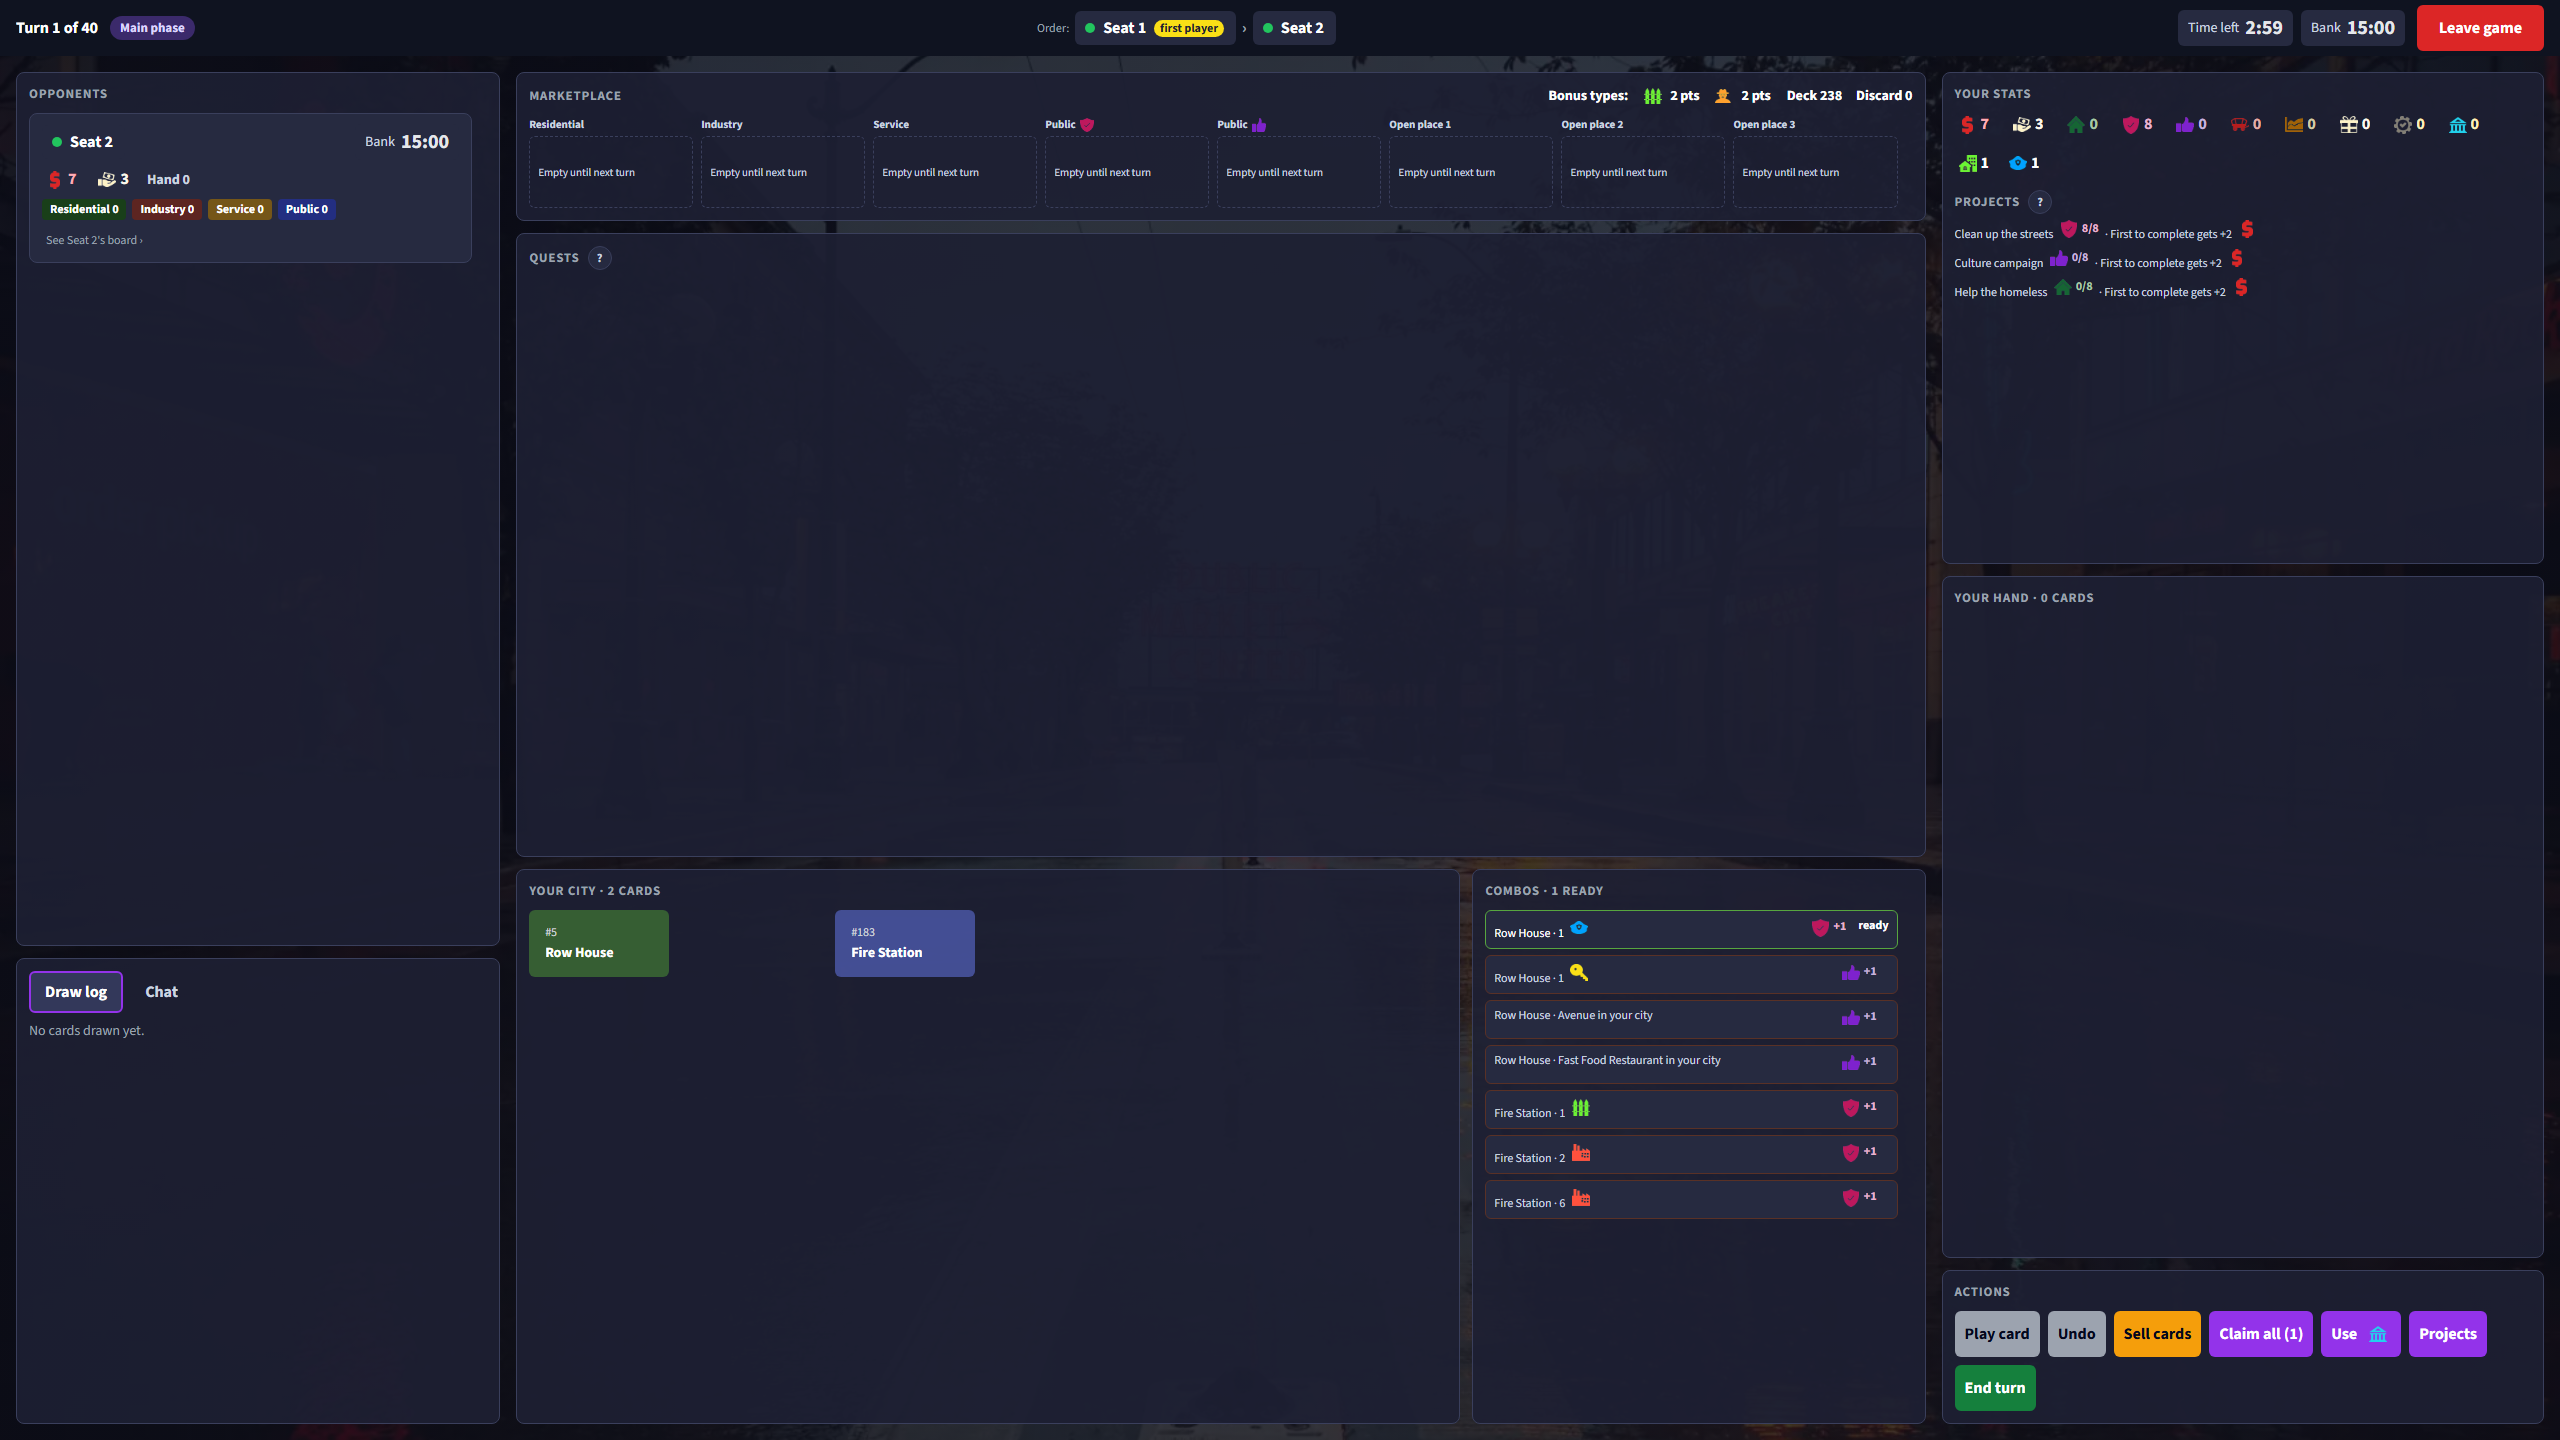 Turn 1 of 40 Main phase
Order: Seat 1 first player › Seat 2
Time left 2:59 Bank 15:00 Leave game
OPPONENTS
Seat 2 Bank 15:00
7 3 Hand 0
Residential 0 Industry 0 Service 0 Public 0
See Seat 2's board ›
Draw log Chat
No cards drawn yet.
MARKETPLACE Bonus types: 2 pts 2 pts Deck 238 Discard 0
Residential Industry Service Public Public Open place 1 Open place 2 Open place 3
Empty until next turn Empty until next turn Empty until next turn Empty until next turn Empty until next turn Empty until next turn Empty until next turn Empty until next turn
QUESTS ?
YOUR CITY · 2 CARDS
#5
Row House
#183
Fire Station
COMBOS · 1 READY
Row House · 1 +1 ready
Row House · 1 +1
Row House · Avenue in your city +1
Row House · Fast Food Restaurant in your city +1
Fire Station · 1 +1
Fire Station · 2 +1
Fire Station · 6 +1
YOUR STATS
7 3 0 8 0 0 0 0 0 0
1 1
PROJECTS ?
Clean up the streets 8/8 · First to complete gets +2
Culture campaign 0/8 · First to complete gets +2
Help the homeless 0/8 · First to complete gets +2
YOUR HAND · 0 CARDS
ACTIONS
Play card Undo Sell cards Claim all (1) Use Projects
End turn